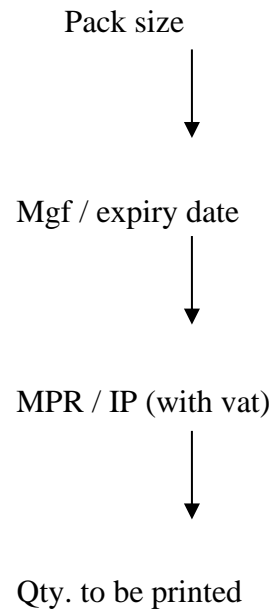 Pack size
Mgf / expiry date
MPR / IP (with vat)
Qty. to be printed